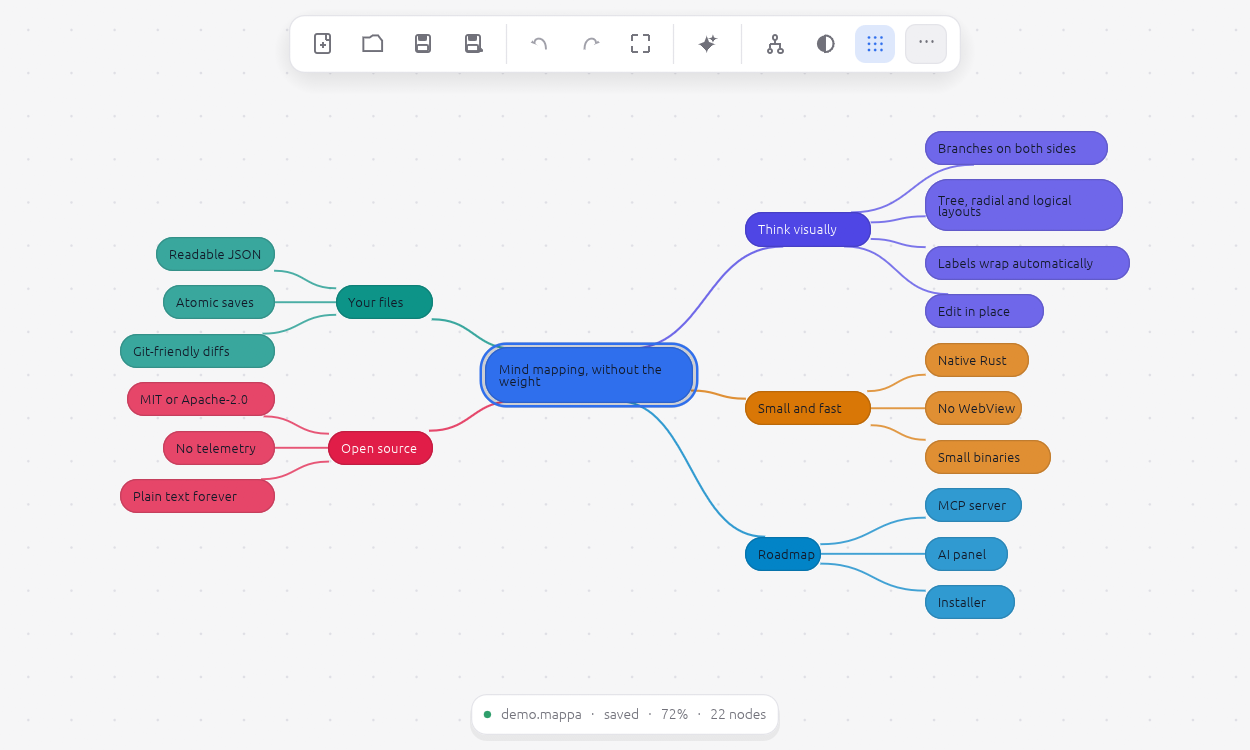 Readable JSON
Atomic saves
Your files
Git-friendly diffs
MIT or Apache-2.0
No telemetry
Open source
Plain text forever
Mind mapping, without the
weight
Think visually
Branches on both sides
Tree, radial and logical
layouts
Labels wrap automatically
Edit in place
Small and fast
Native Rust
No WebView
Small binaries
Roadmap
MCP server
AI panel
Installer
demo.mappa · saved · 72% · 22 nodes